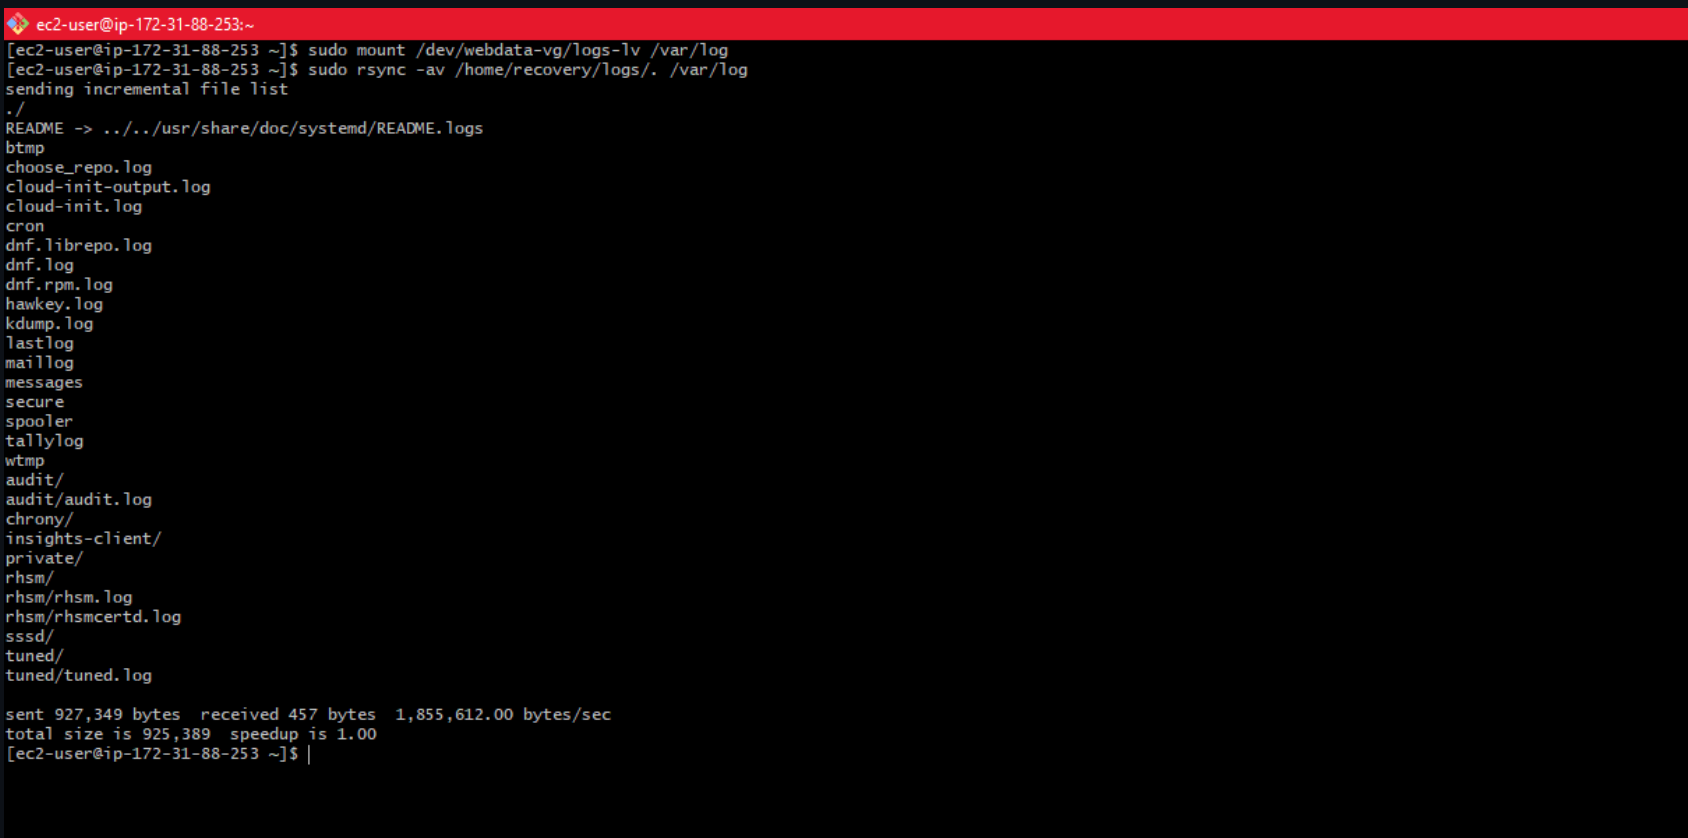 ec2-user@ip-172-31-88-253:~
[ec2-user@ip-172-31-88-253 ~]$ sudo mount /dev/webdata-vg/logs-lv /var/log
[ec2-user@ip-172-31-88-253 ~]$ sudo rsync -av /home/recovery/logs/. /var/log
sending incremental file list
./
README -> ../../usr/share/doc/systemd/README.logs
btmp
choose_repo.log
cloud-init-output.log
cloud-init.log
cron
dnf.librepo.log
dnf.log
dnf.rpm.log
hawkey.log
kdump.log
lastlog
maillog
messages
secure
spooler
tallylog
wtmp
audit/
audit/audit.log
chrony/
insights-client/
private/
rhsm/
rhsm/rhsm.log
rhsm/rhsmcertd.log
sssd/
tuned/
tuned/tuned.log
sent 927,349 bytes  received 457 bytes  1,855,612.00 bytes/sec
total size is 925,389  speedup is 1.00
[ec2-user@ip-172-31-88-253 ~]$